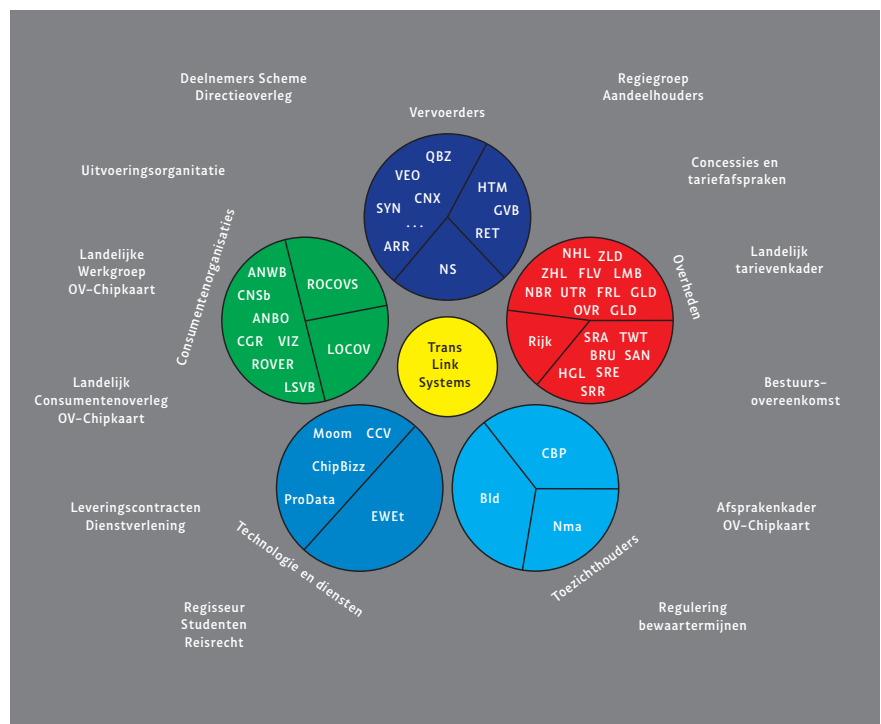 Deelnemers Scheme
Directieoverleg
Regiegroep
Aandeelhouders
Vervoerders
Uitvoeringsorganitatie
Concessies en
tariefafspraken
QBZ
VEO
CNX
SYN
...
ARR
HTM
GVB
RET
NS
Consumentenorganisaties
Landelijke
Werkgroep
OV-Chipkaart
ANWB
CNSb
ANBO
CGR VIZ
ROVER
LSVB
ROCOVS
LOCOV
Trans
Link
Systems
NHL ZLD
ZHL FLV LMB
NBR UTR FRL GLD
OVR GLD
Rijk
SRA TWT
BRU SAN
HGL SRE
SRR
Overheden
Landelijk
tarievenkader
Landelijk
Consumentenoverleg
OV-Chipkaart
Bestuurs-
overeenkomst
Moom CCV
ChipBizz
ProData
EWEt
Technologie en diensten
CBP
Bld
Nma
Toezichthouders
Leveringscontracten
Dienstverlening
Afsprakenkader
OV-Chipkaart
Regisseur
Studenten
Reisrecht
Regulering
bewaartermijnen